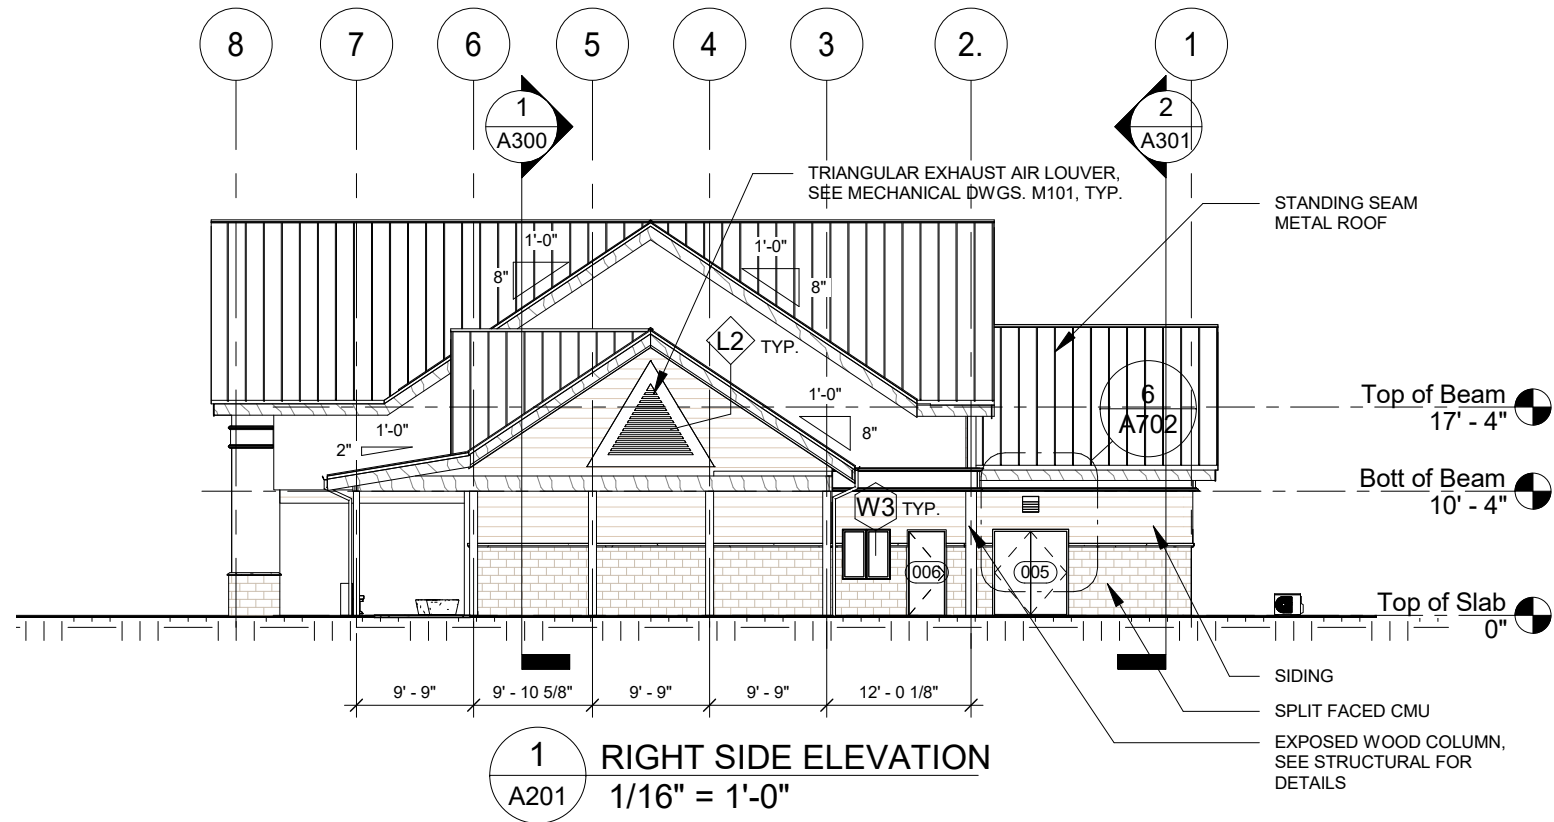 8
7
6
5
4
3
2.
1
1
A300
2
A301
TRIANGULAR EXHAUST AIR LOUVER,
SEE MECHANICAL DWGS. M101, TYP.
STANDING SEAM
METAL ROOF
1'-0"
8"
1'-0"
8"
L2
TYP.
1'-0"
8"
6
A702
Top of Beam
17' - 4"
1'-0"
2"
Bott of Beam
10' - 4"
W3
TYP.
006
005
Top of Slab
0"
SIDING
9' - 9"
9' - 10 5/8"
9' - 9"
9' - 9"
12' - 0 1/8"
SPLIT FACED CMU
EXPOSED WOOD COLUMN,
SEE STRUCTURAL FOR
DETAILS
1
A201
RIGHT SIDE ELEVATION
1/16" = 1'-0"